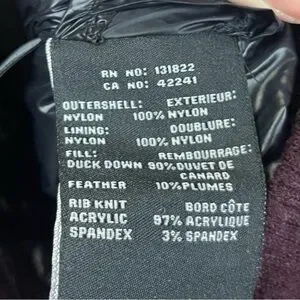 RN NO: 131822
CA NO: 42241
OUTERSHELL: EXTERIEUR:
NYLON 100% NYLON
LINING: DOUBLURE:
NYLON 100% NYLON
FILL: REMBOURRAGE:
DUCK DOWN 90% DUVET DE
CANARD
FEATHER 10% PLUMES
RIB KNIT BORD CÔTE
ACRYLIC 97% ACRYLIQUE
SPANDEX 3% SPANDEX